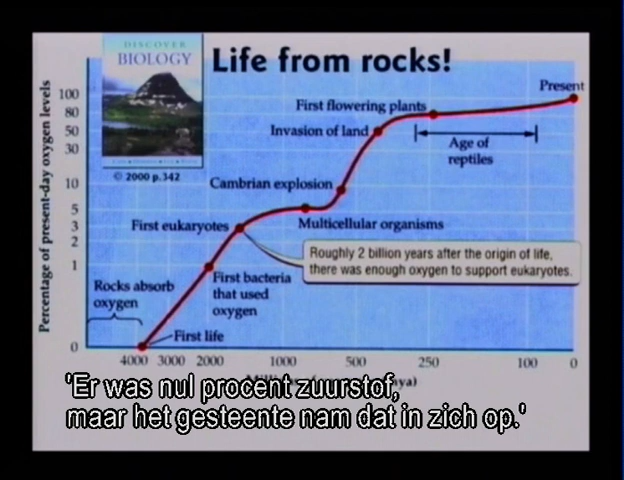 DISCOVER
BIOLOGY
Life from rocks!
© 2000 p.342
Percentage of present-day oxygen levels
100
80
50
30
10
5
3
2
1
0
Present
First flowering plants
Invasion of land
Age of
reptiles
Cambrian explosion
First eukaryotes
Multicellular organisms
Roughly 2 billion years after the origin of life,
there was enough oxygen to support eukaryotes.
Rocks absorb
oxygen
First bacteria
that used
oxygen
First life
4000 3000 2000 1000 500 250 100 0
'Er was nul procent zuurstof,
maar het gesteente nam dat in zich op.'